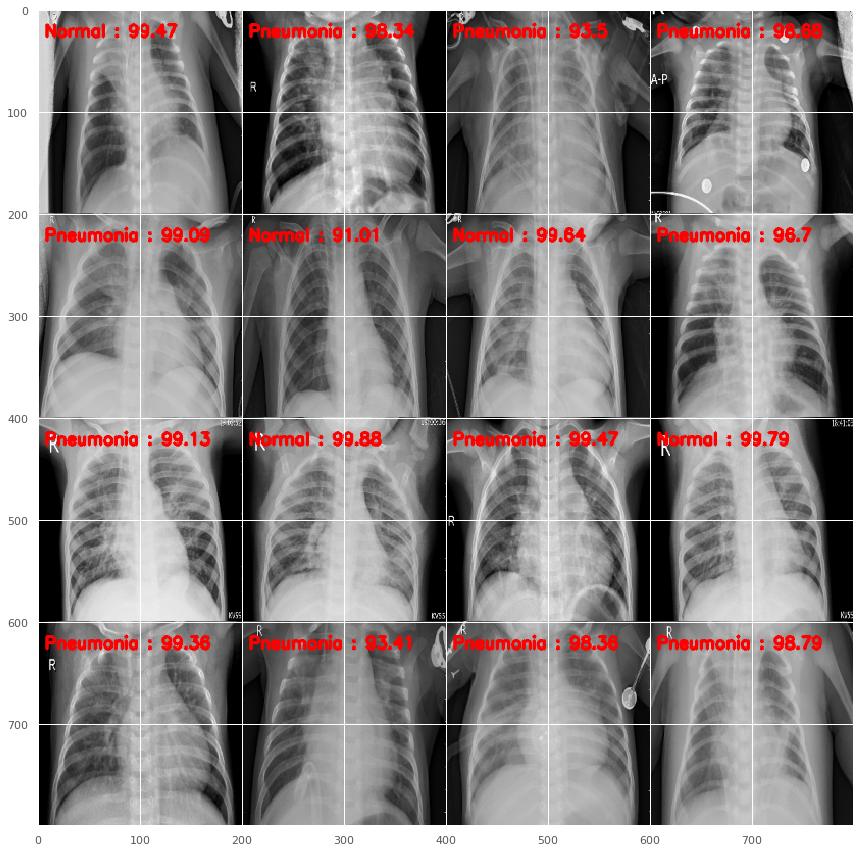 0
Normal : 99.47
Pneumonia : 98.34
Pneumonia : 93.5
Pneumonia : 98.68
R
A-P
100
200
Pneumonia : 99.09
Normal : 91.01
Normal : 99.64
Pneumonia : 96.7
R
300
400
Pneumonia : 99.13
Normal : 99.88
Pneumonia : 99.47
Normal : 99.79
R
R
R
R
500
KVSS
KVSS
600
Pneumonia : 99.36
Pneumonia : 93.41
Pneumonia : 98.36
Pneumonia : 98.79
R
R
R
R
700
0
100
200
300
400
500
600
700